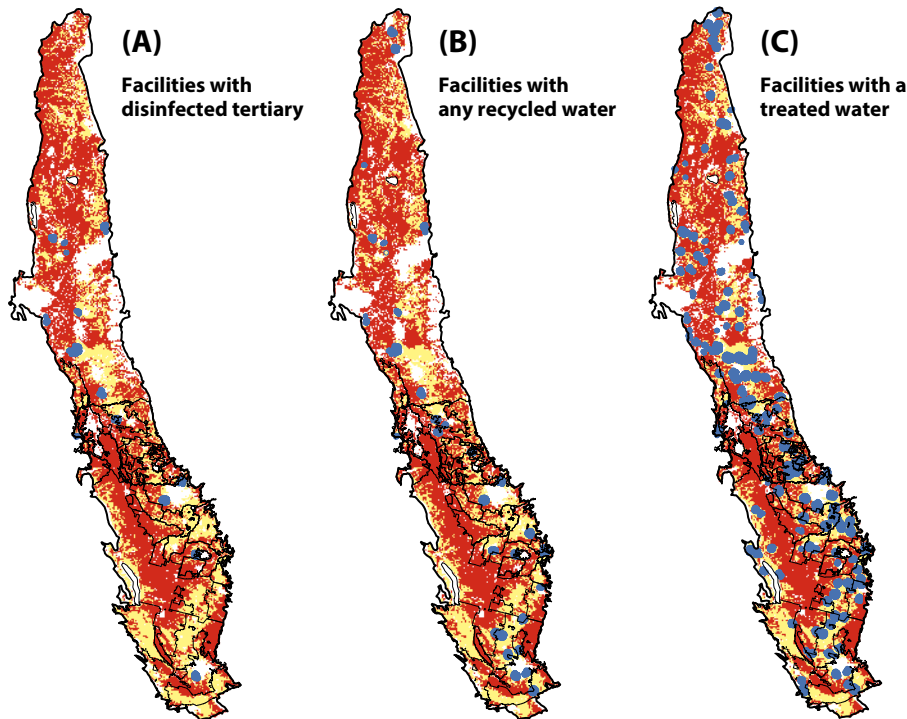 (A)
Facilities with
disinfected tertiary
(B)
Facilities with
any recycled water
(C)
Facilities with a
treated water